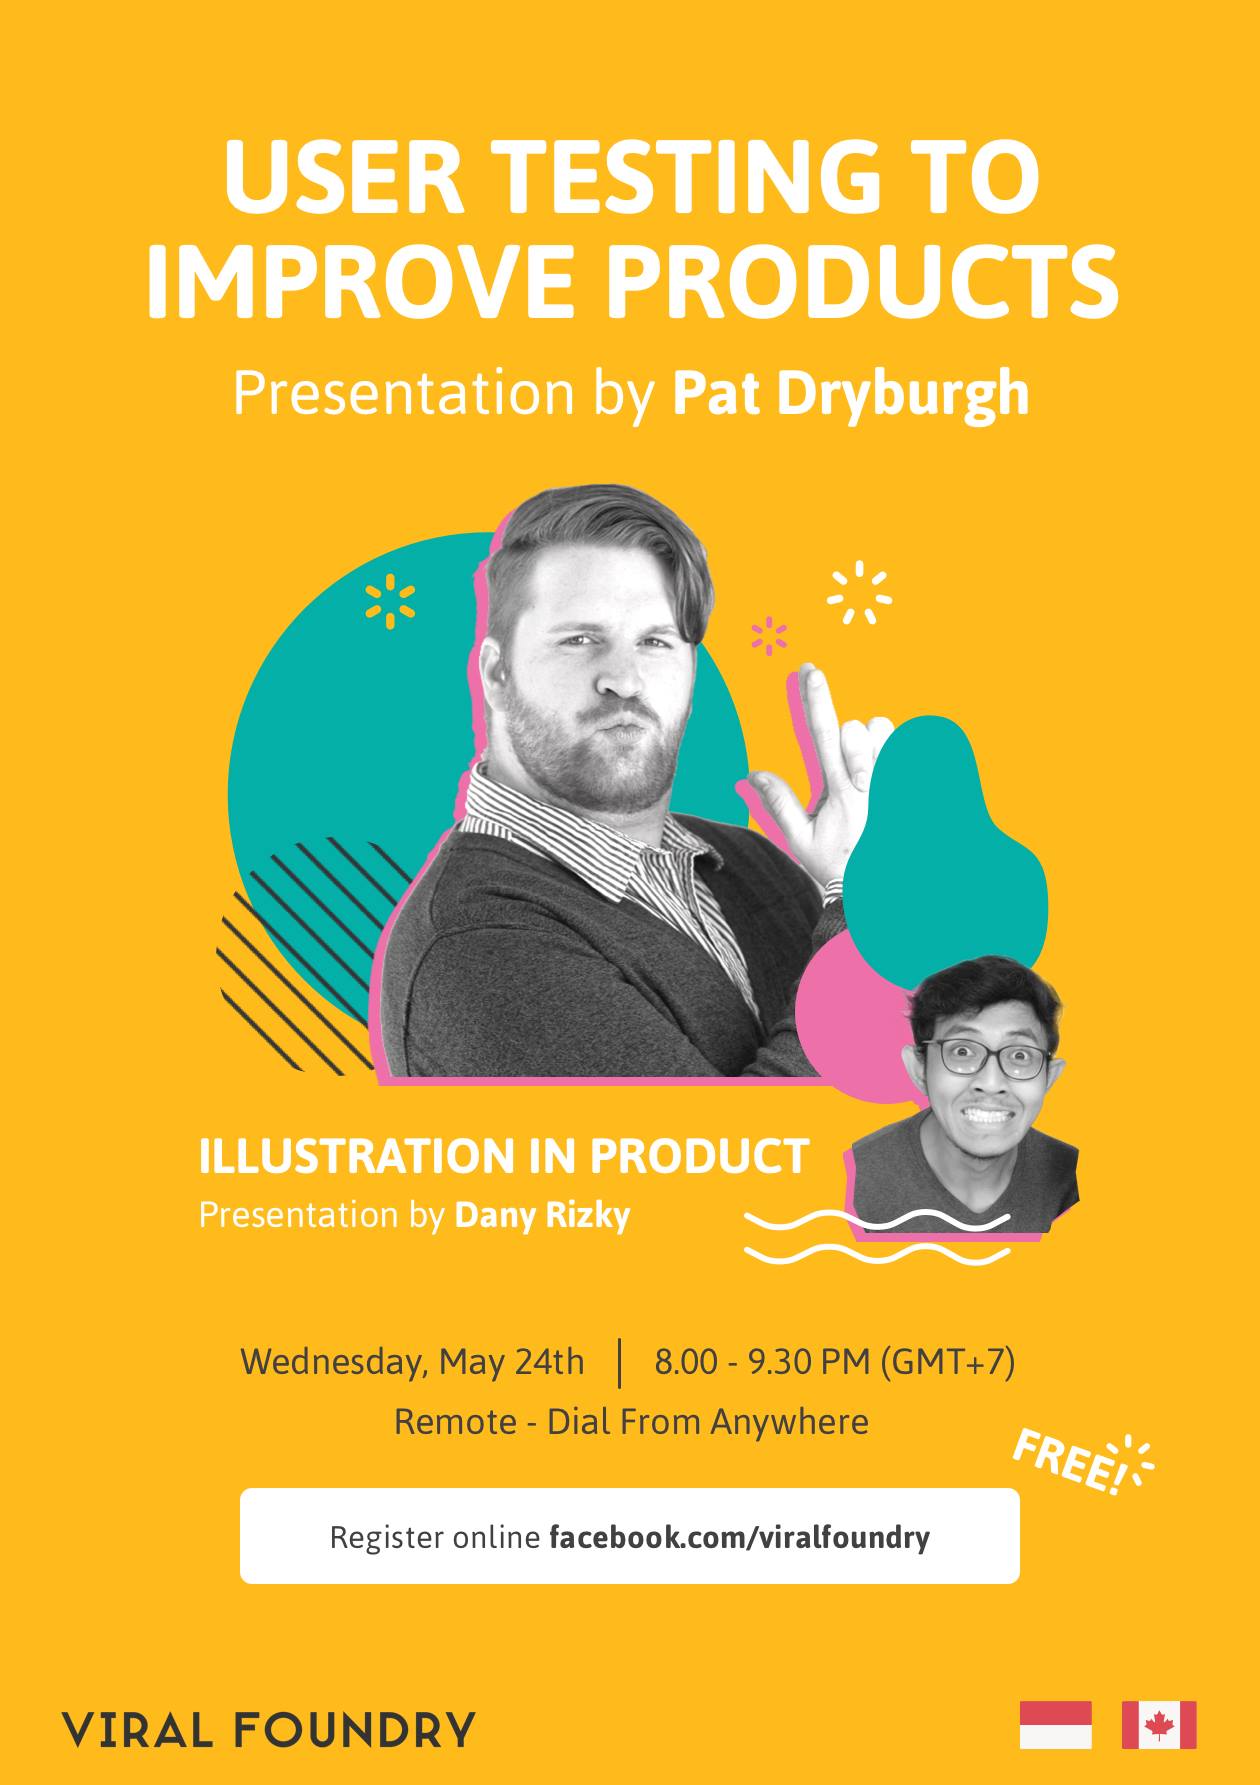 USER TESTING TO
IMPROVE PRODUCTS
Presentation by Pat Dryburgh
ILLUSTRATION IN PRODUCT
Presentation by Dany Rizky
Wednesday, May 24th | 8.00 - 9.30 PM (GMT+7)
Remote - Dial From Anywhere
FREE!
Register online facebook.com/viralfoundry
VIRAL FOUNDRY